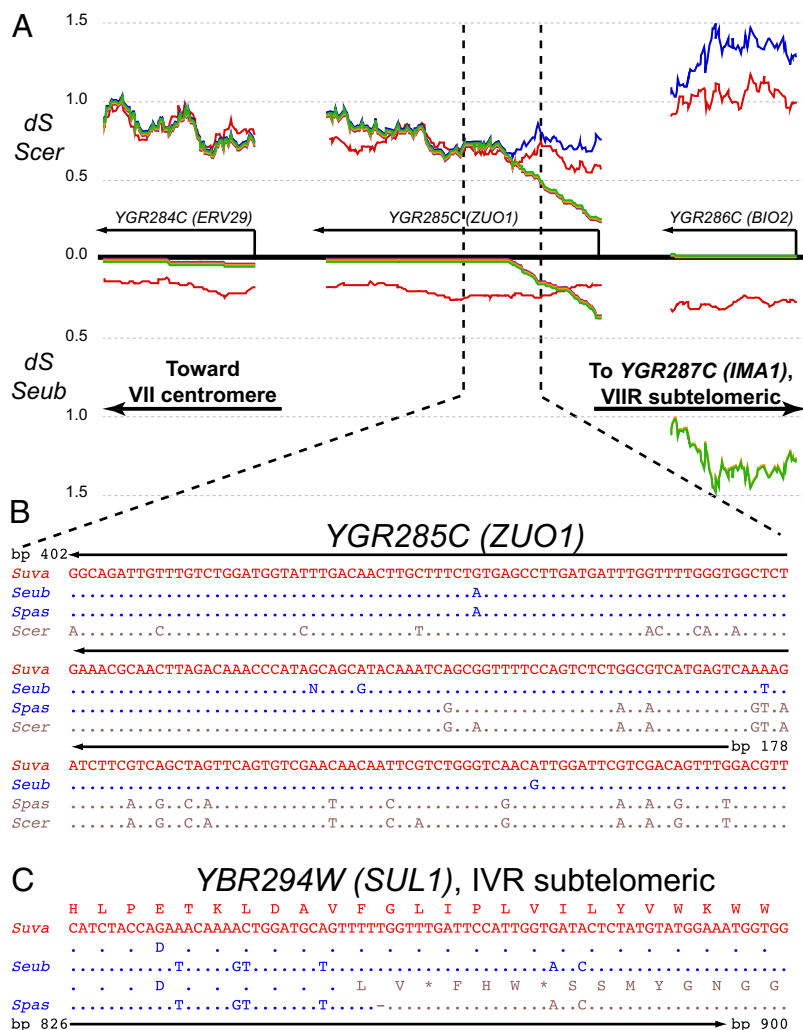 A
1.5
1.0
dS
Scer
0.5
YGR284C (ERV29)
YGR285C (ZUO1)
YGR286C (BIO2)
0.0
0.5
dS
Seub
Toward
VII centromere
To YGR287C (IMA1),
VIIR subtelomeric
1.0
1.5
B
YGR285C (ZUO1)
bp 402
Suva GGCAGATTGTTTGTCTGGATGGTATTTGACAACTTGCTTTCTGTGAGCCTTGATGATTTGGTTTTGGGTGGCTCT
Seub ..........................................A................................
Spas ..........................................A................................
Scer A........C..............C...........T.......................AC...CA..A.....
Suva GAAACGCAACTTAGACAAACCCATAGCAGCATACAAATCAGCGGTTTTCCAGTCTCTGGCGTCATGAGTCAAAAG
Seub .........................N....G.........................................T..
Spas .......................................G.................A..A..........GT.A
Scer .......................................G..A..............A..A..........GT.A
bp 178
Suva ATCTTCGTCAGCTAGTTCAGTGTCGAACAACAATTCGTCTGGGTCAACATTGGATTCGTCGACAGTTTGGACGTT
Seub ................................................G..........................
Spas ......A..G..C.A............T.....C...........G...........A..A..G....T......
Scer ......A..G..C.A............T.....C..A........G...........A..A..G....T......
C
YBR294W (SUL1), IVR subtelomeric
H L P E T K L D A V F G L I P L V I L Y V W K W W
Suva CATCTACCAGAAACAAAACTGGATGCAGTTTTTGGTTTGATTCCATTGGTGATACTCTATGTATGGAAATGGTGG
. . . D . . . . . . . . . . . . . . . . . . . . .
Seub ...........T.....GT.......T.......................A..C.....................
. . . D . . . . . . L V * F H W * S S M Y G N G G
Spas ...........T.....GT.......T.....-.................A..C.....................
bp 826
bp 900